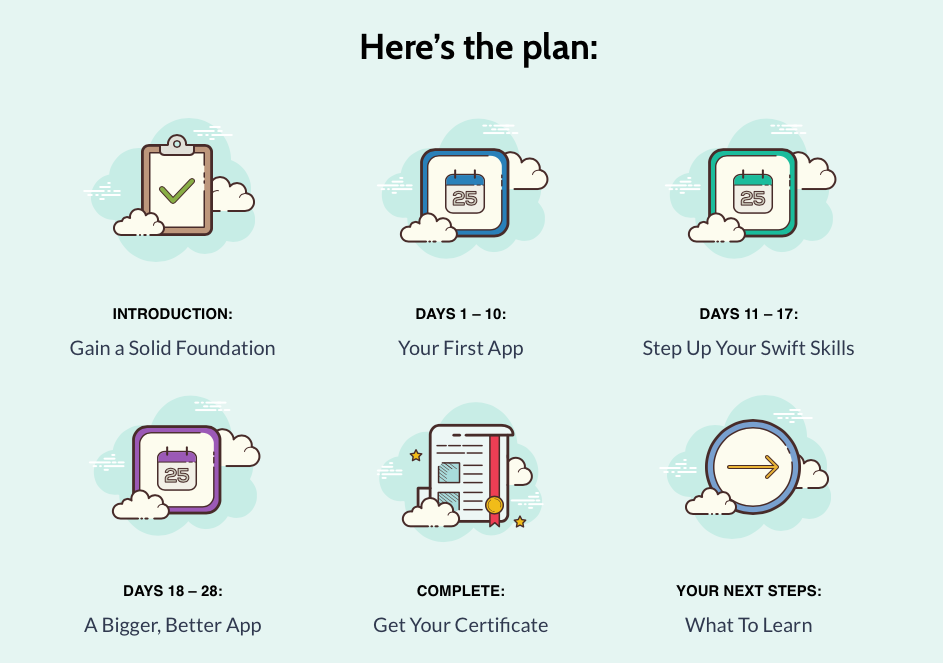 Here’s the plan:
25
25
INTRODUCTION:
DAYS 1 – 10:
DAYS 11 – 17:
Gain a Solid Foundation
Your First App
Step Up Your Swift Skills
25
DAYS 18 – 28:
COMPLETE:
YOUR NEXT STEPS:
A Bigger, Better App
Get Your Certificate
What To Learn